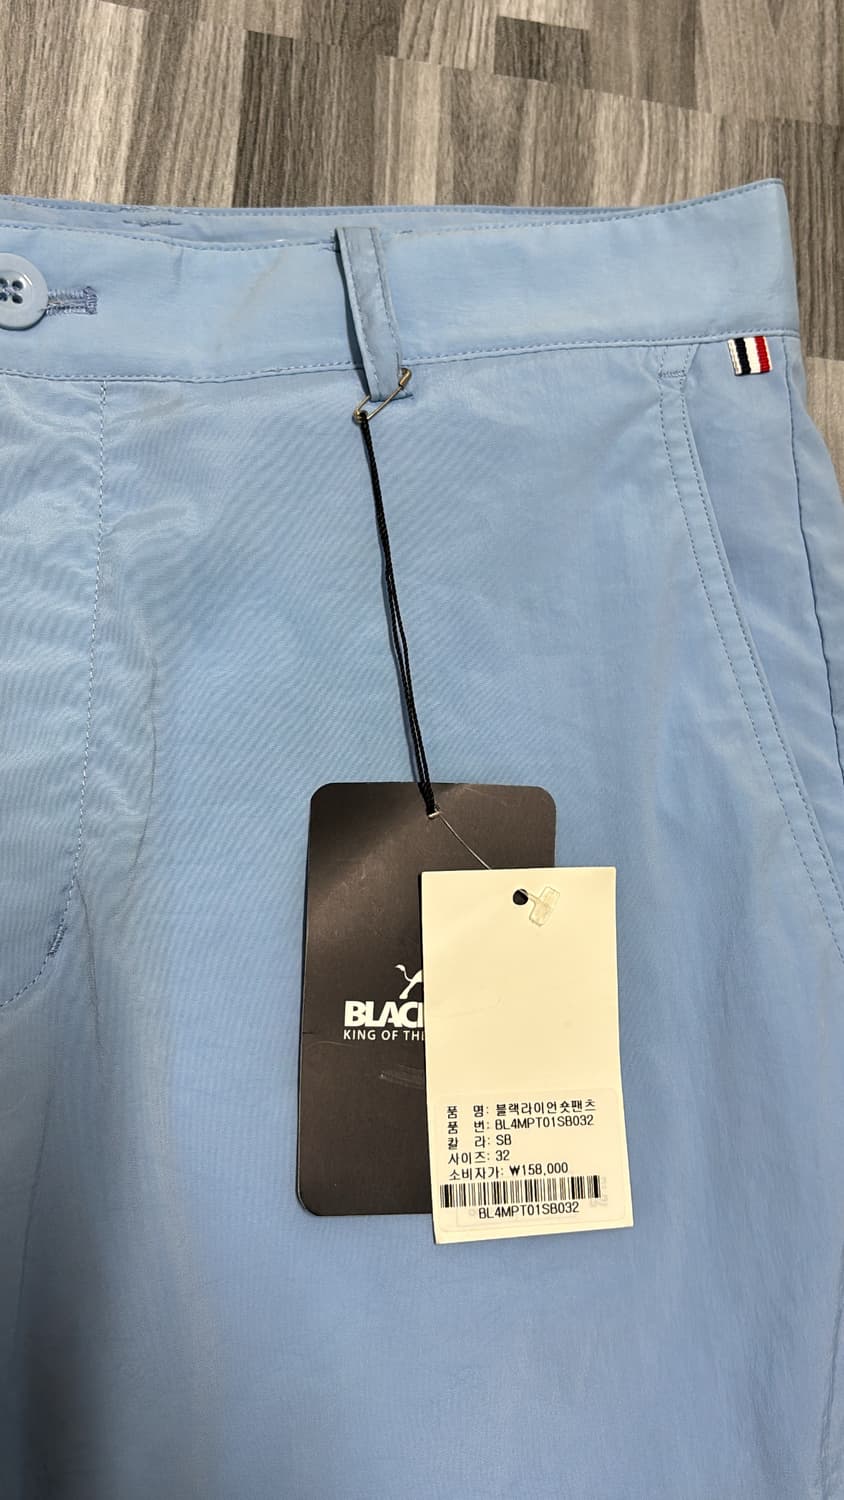 KING OF THE
품 명: 블랙라이언숏팬츠
품 번: BL4MPT01SB032
칼 라: SB
사이즈: 32
소비자가: ₩158,000
BL4MPT01SB032